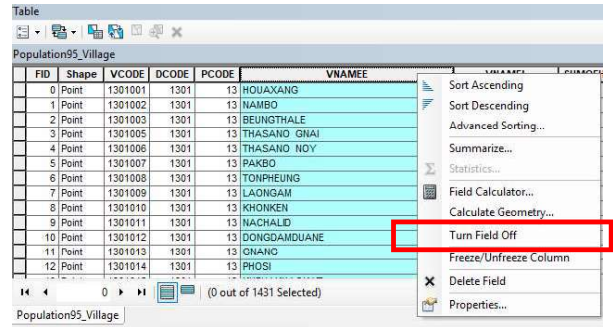 Table
Population95_Village
FID Shape VCODE DCODE PCODE VNAMEE
0 Point 1301001 1301 13 HOUAXANG
1 Point 1301002 1301 13 NAMBO
2 Point 1301003 1301 13 BEUNGTHALE
3 Point 1301005 1301 13 THASANO GNAI
4 Point 1301006 1301 13 THASANO NOY
5 Point 1301007 1301 13 PAKBO
6 Point 1301008 1301 13 TONPHEUNG
7 Point 1301009 1301 13 LAONGAM
8 Point 1301010 1301 13 KHONKEN
9 Point 1301011 1301 13 NACHALID
10 Point 1301012 1301 13 DONGDAMDUANE
11 Point 1301013 1301 13 GNANG
12 Point 1301014 1301 13 PHOSI
0 (0 out of 1431 Selected)
Population95_Village
Sort Ascending
Sort Descending
Advanced Sorting...
Summarize...
Statistics...
Field Calculator...
Calculate Geometry...
Turn Field Off
Freeze/Unfreeze Column
Delete Field
Properties...